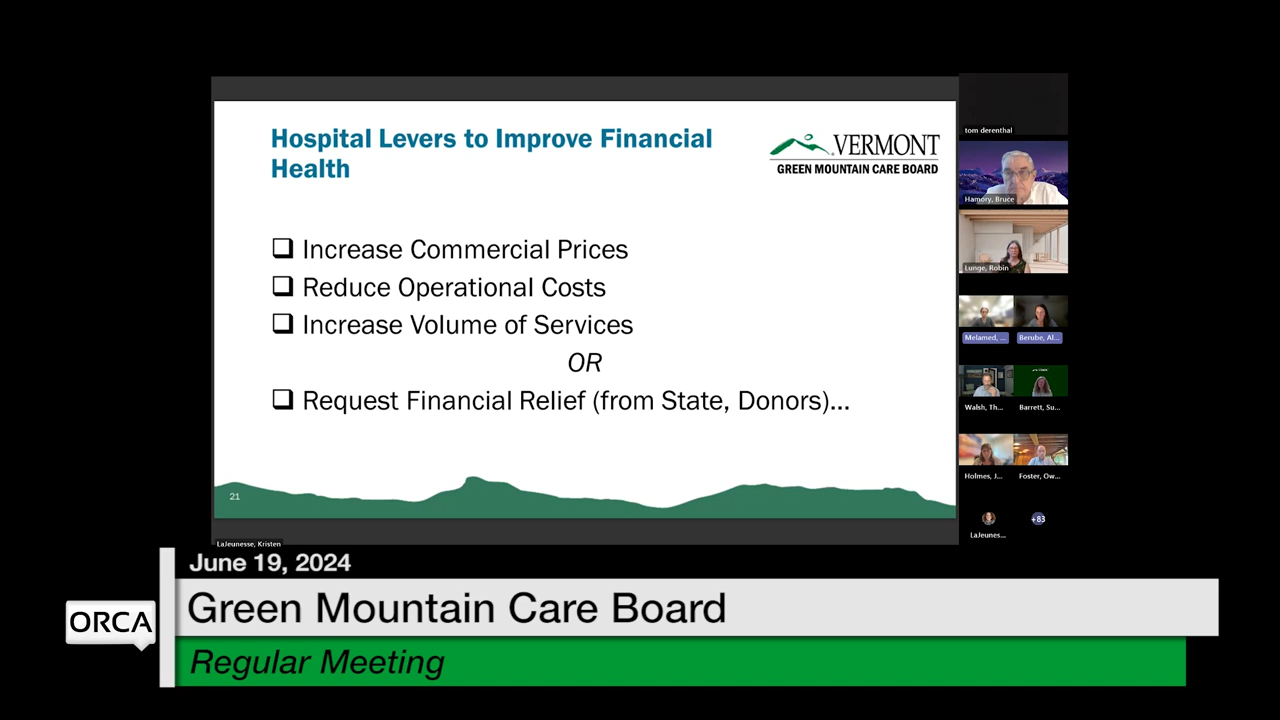 Hospital Levers to Improve Financial
Health
VERMONT
GREEN MOUNTAIN CARE BOARD
❑ Increase Commercial Prices
❑ Reduce Operational Costs
❑ Increase Volume of Services
OR
❑ Request Financial Relief (from State, Donors)...
21
LaJeunesse, Kristen
tom derenthal
Hamory, Bruce
Lunge, Robin
Melamed, ...
Berube, Al...
Walsh, Th...
Barrett, Su...
Holmes, J...
Foster, Ow...
LaJeunes...
+83
June 19, 2024
ORCA
Green Mountain Care Board
Regular Meeting